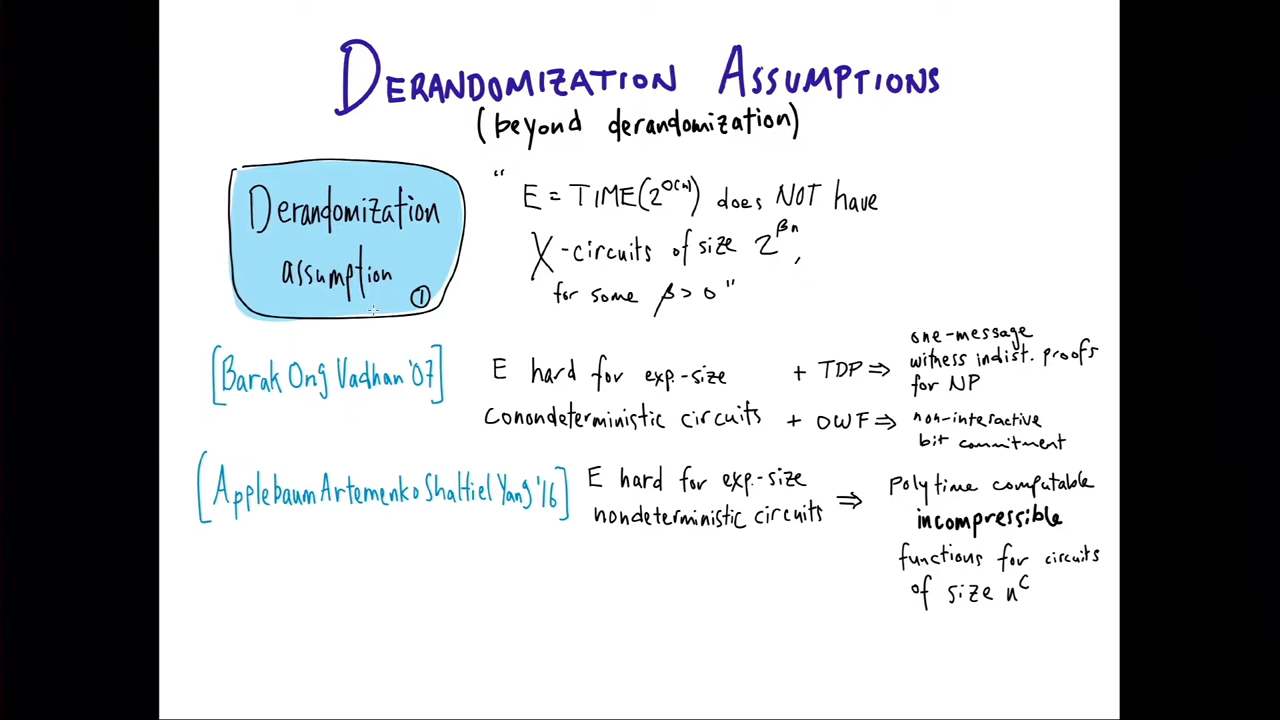 DERANDOMIZATION ASSUMPTIONS
(beyond derandomization)
Derandomization
assumption
①
" E = TIME(2^O(n)) does NOT have
X-circuits of size 2^βn,
for some β > 0 "
[Barak Ong Vadhan '07]
E hard for exp.-size
conondeterministic circuits
+ TDP ⇒
one-message
witness indist. proofs
for NP
+ OWF ⇒
non-interactive
bit commitment
[Applebaum Artemenko Shaltiel Yang '16]
E hard for exp.-size
nondeterministic circuits
⇒
Polytime computable
incompressible
functions for circuits
of size n^c